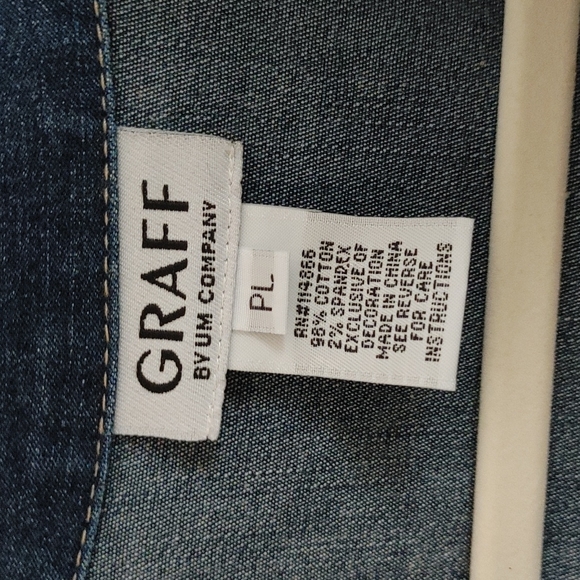 GRAFF
BY UM COMPANY
PL
RN#114866
98% COTTON
2% SPANDEX
EXCLUSIVE OF
DECORATION
MADE IN CHINA
SEE REVERSE
FOR CARE
INSTRUCTIONS